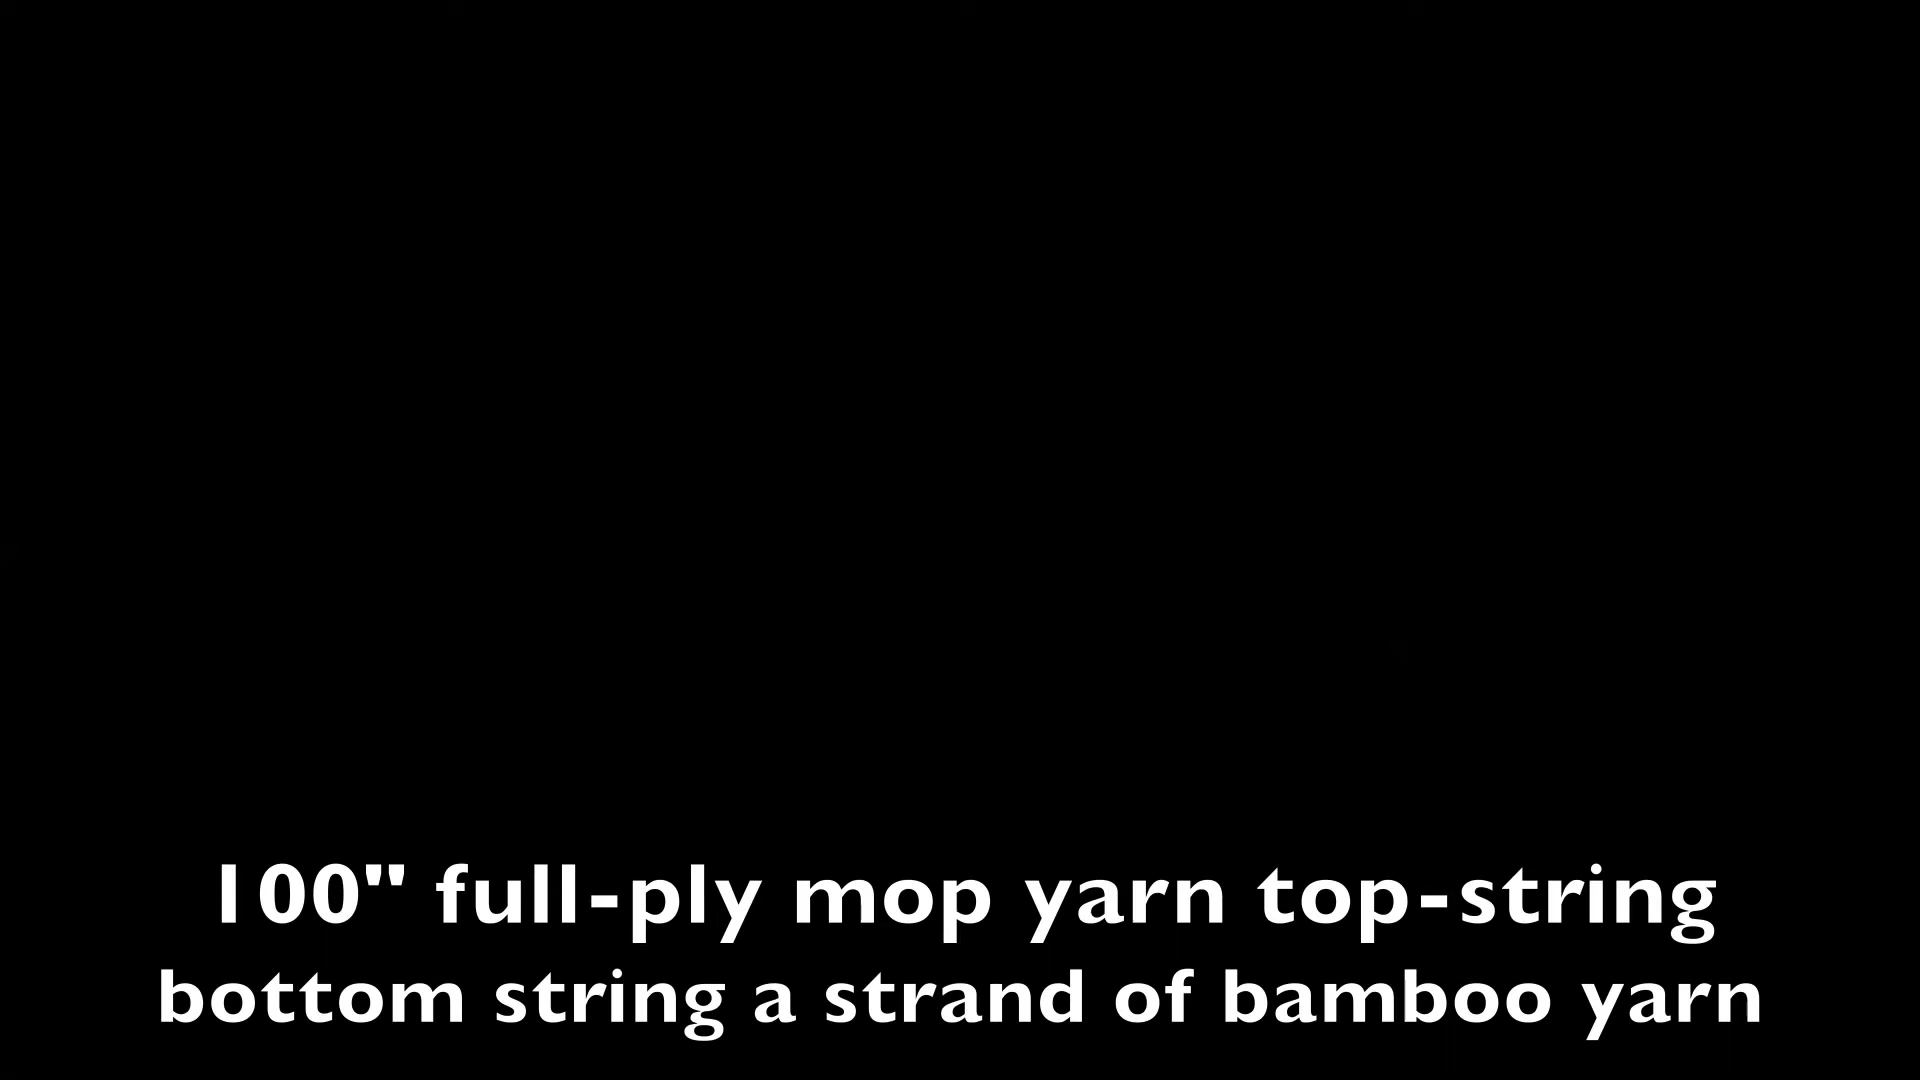 100" full-ply mop yarn top-string
bottom string a strand of bamboo yarn